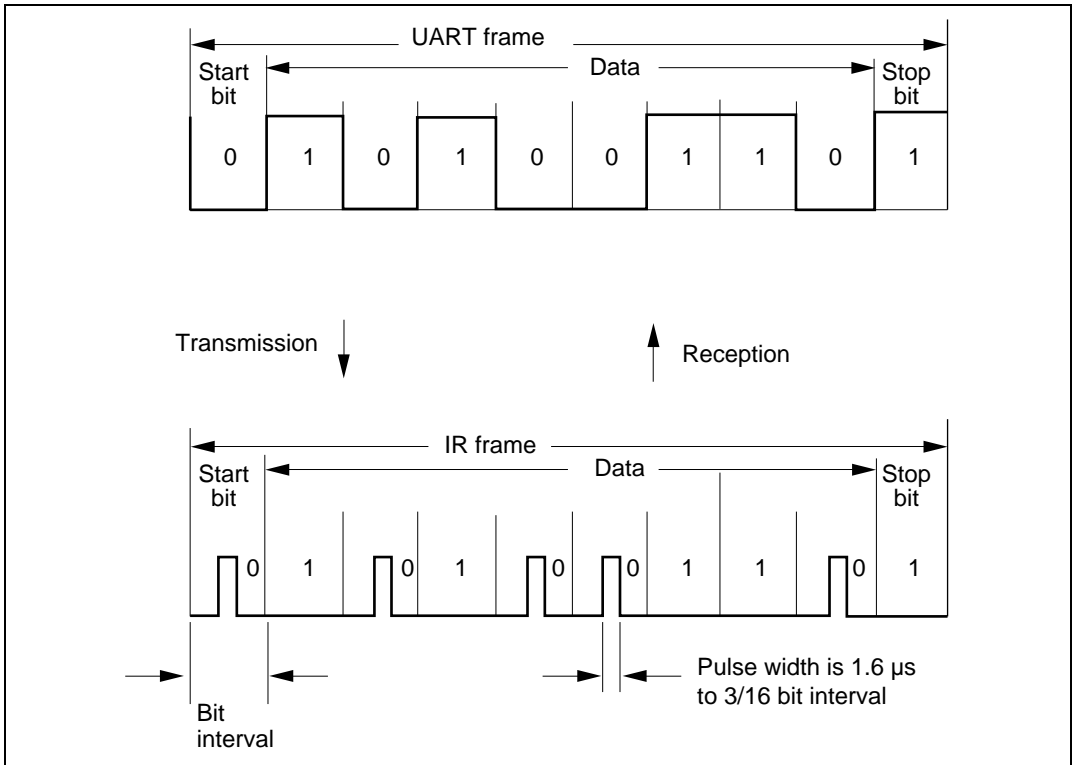 UART frame
Start bit
Data
Stop bit
0 1 0 1 0 0 1 1 0 1
Transmission
Reception
IR frame
Start bit
Data
Stop bit
0 1 0 1 0 0 1 1 0 1
Pulse width is 1.6 µs
to 3/16 bit interval
Bit
interval